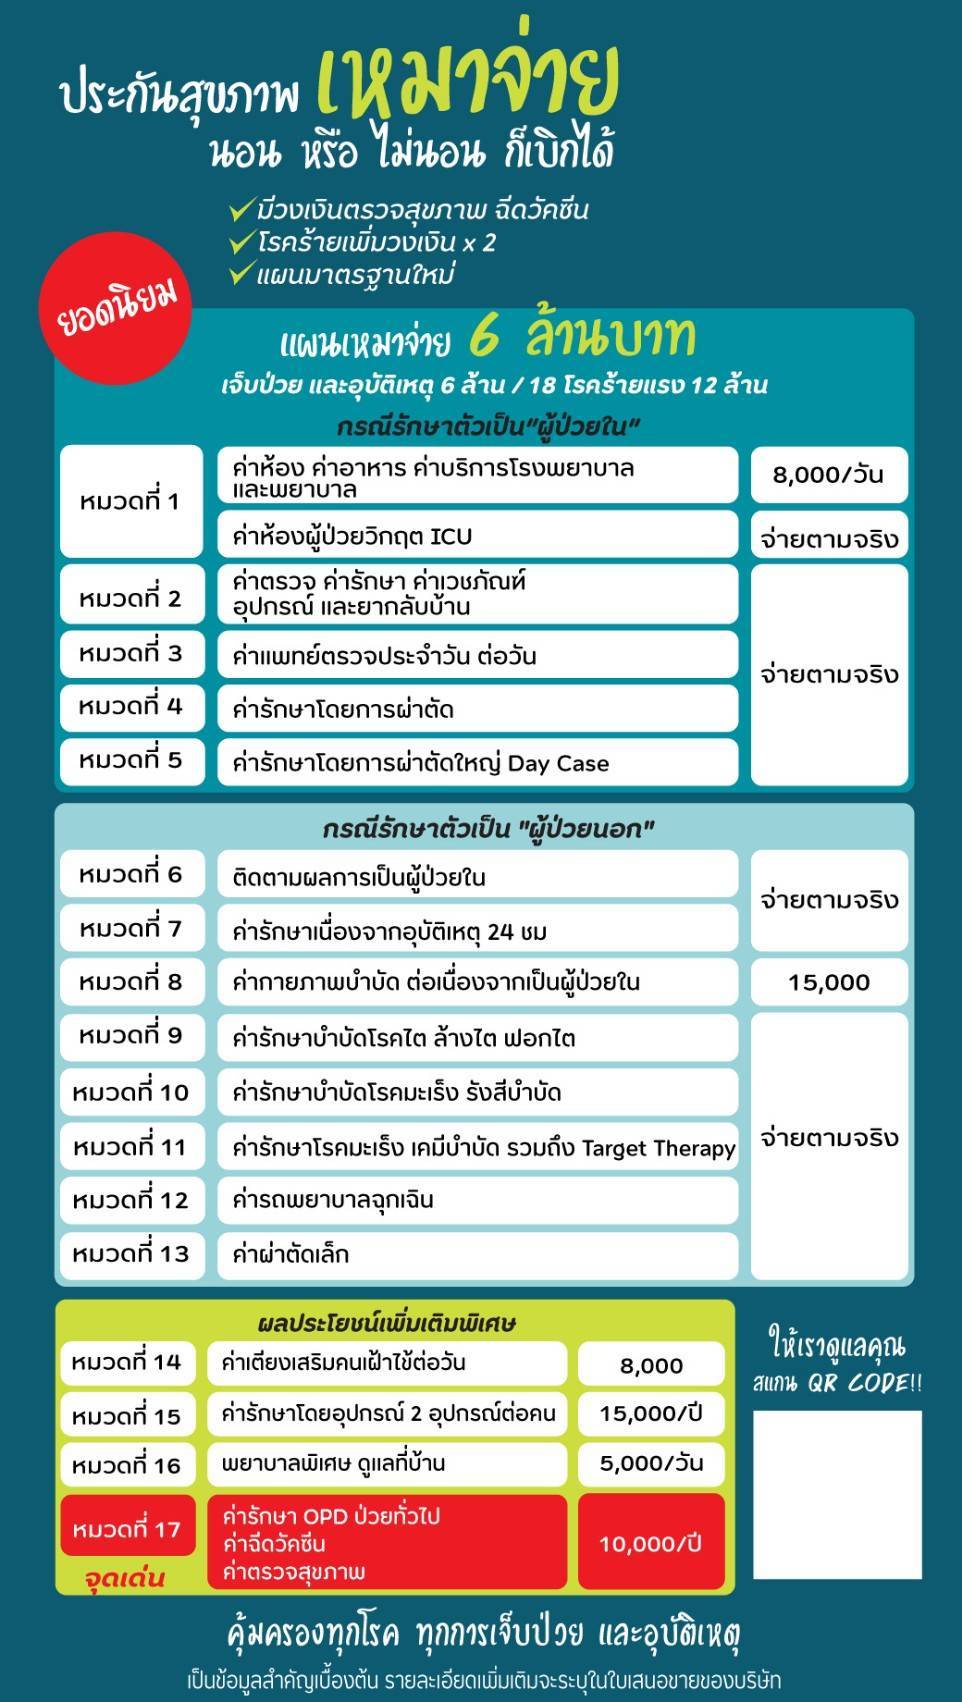 ประกันสุขภาพ เหมาจ่าย
นอน หรือ ไม่นอน ก็เบิกได้
มีวงเงินตรวจสุขภาพ ฉีดวัคซีน
โรคร้ายเพิ่มวงเงิน x 2
แผนมาตรฐานใหม่
ยอดนิยม
แผนเหมาจ่าย 6 ล้านบาท
เจ็บป่วย และอุบัติเหตุ 6 ล้าน / 18 โรคร้ายแรง 12 ล้าน
กรณีรักษาตัวเป็น"ผู้ป่วยใน"
หมวดที่ 1
ค่าห้อง ค่าอาหาร ค่าบริการโรงพยาบาล
และพยาบาล
8,000/วัน
ค่าห้องผู้ป่วยวิกฤต ICU
จ่ายตามจริง
หมวดที่ 2
ค่าตรวจ ค่ารักษา ค่าเวชภัณฑ์
อุปกรณ์ และยากลับบ้าน
หมวดที่ 3
ค่าแพทย์ตรวจประจำวัน ต่อวัน
จ่ายตามจริง
หมวดที่ 4
ค่ารักษาโดยการผ่าตัด
หมวดที่ 5
ค่ารักษาโดยการผ่าตัดใหญ่ Day Case
กรณีรักษาตัวเป็น "ผู้ป่วยนอก"
หมวดที่ 6
ติดตามผลการเป็นผู้ป่วยใน
จ่ายตามจริง
หมวดที่ 7
ค่ารักษาเนื่องจากอุบัติเหตุ 24 ชม
หมวดที่ 8
ค่ากายภาพบำบัด ต่อเนื่องจากเป็นผู้ป่วยใน
15,000
หมวดที่ 9
ค่ารักษาบำบัดโรคไต ล้างไต ฟอกไต
หมวดที่ 10
ค่ารักษาบำบัดโรคมะเร็ง รังสีบำบัด
หมวดที่ 11
ค่ารักษาโรคมะเร็ง เคมีบำบัด รวมถึง Target Therapy
จ่ายตามจริง
หมวดที่ 12
ค่ารถพยาบาลฉุกเฉิน
หมวดที่ 13
ค่าผ่าตัดเล็ก
ผลประโยชน์เพิ่มเติมพิเศษ
หมวดที่ 14
ค่าเตียงเสริมคนเฝ้าไข้ต่อวัน
8,000
หมวดที่ 15
ค่ารักษาโดยอุปกรณ์ 2 อุปกรณ์ต่อคน
15,000/ปี
หมวดที่ 16
พยาบาลพิเศษ ดูแลที่บ้าน
5,000/วัน
หมวดที่ 17
จุดเด่น
ค่ารักษา OPD ป่วยทั่วไป
ค่าฉีดวัคซีน
ค่าตรวจสุขภาพ
10,000/ปี
ให้เราดูแลคุณ
สแกน QR CODE!!
คุ้มครองทุกโรค ทุกการเจ็บป่วย และอุบัติเหตุ
เป็นข้อมูลสำคัญเบื้องต้น รายละเอียดเพิ่มเติมจะระบุในใบเสนอขายของบริษัท